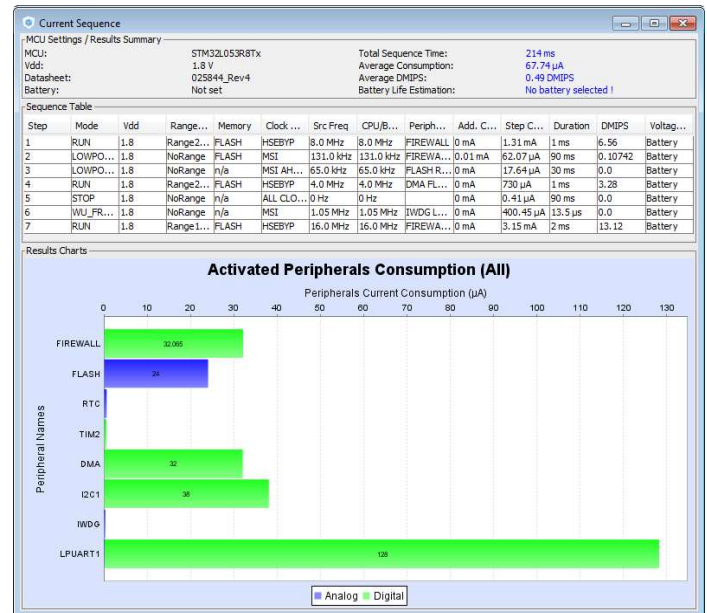 Current Sequence
MCU Settings / Results Summary
MCU: STM32L053R8Tx Total Sequence Time: 214 ms
Vdd: 1.8 V Average Consumption: 67.74 µA
Datasheet: 025844_Rev4 Average DMIPS: 0.49 DMIPS
Battery: Not set Battery Life Estimation: No battery selected !
Sequence Table
Step Mode Vdd Range... Memory Clock ... Src Freq CPU/B... Periph... Add. C... Step C... Duration DMIPS Voltag...
1 RUN 1.8 Range2... FLASH HSEBYP 8.0 MHz 8.0 MHz FIREWALL 0 mA 1.31 mA 1 ms 6.56 Battery
2 LOWPO... 1.8 NoRange FLASH MSI 131.0 kHz 131.0 kHz FIREWA... 0.01 mA 62.07 µA 90 ms 0.10742 Battery
3 LOWPO... 1.8 NoRange n/a MSI AH... 65.0 kHz 65.0 kHz FLASH R... 0 mA 17.64 µA 30 ms 0.0 Battery
4 RUN 1.8 Range2... FLASH HSEBYP 4.0 MHz 4.0 MHz DMA FL... 0 mA 730 µA 1 ms 3.28 Battery
5 STOP 1.8 NoRange n/a ALL CLO... 0 Hz 0 Hz 0 mA 0.41 µA 90 ms 0.0 Battery
6 WU_FR... 1.8 NoRange n/a MSI 1.05 MHz 1.05 MHz IWDG L... 0 mA 400.45 µA 13.5 µs 0.0 Battery
7 RUN 1.8 Range1... FLASH HSEBYP 16.0 MHz 16.0 MHz FIREWA... 0 mA 3.15 mA 2 ms 13.12 Battery
Results Charts
Activated Peripherals Consumption (All)
Peripherals Current Consumption (µA)
0 10 20 30 40 50 60 70 80 90 100 110 120 130
Peripheral Names
FIREWALL 32.065
FLASH 24
RTC
TIM2
DMA 32
I2C1 38
IWDG
LPUART1 128
Analog Digital